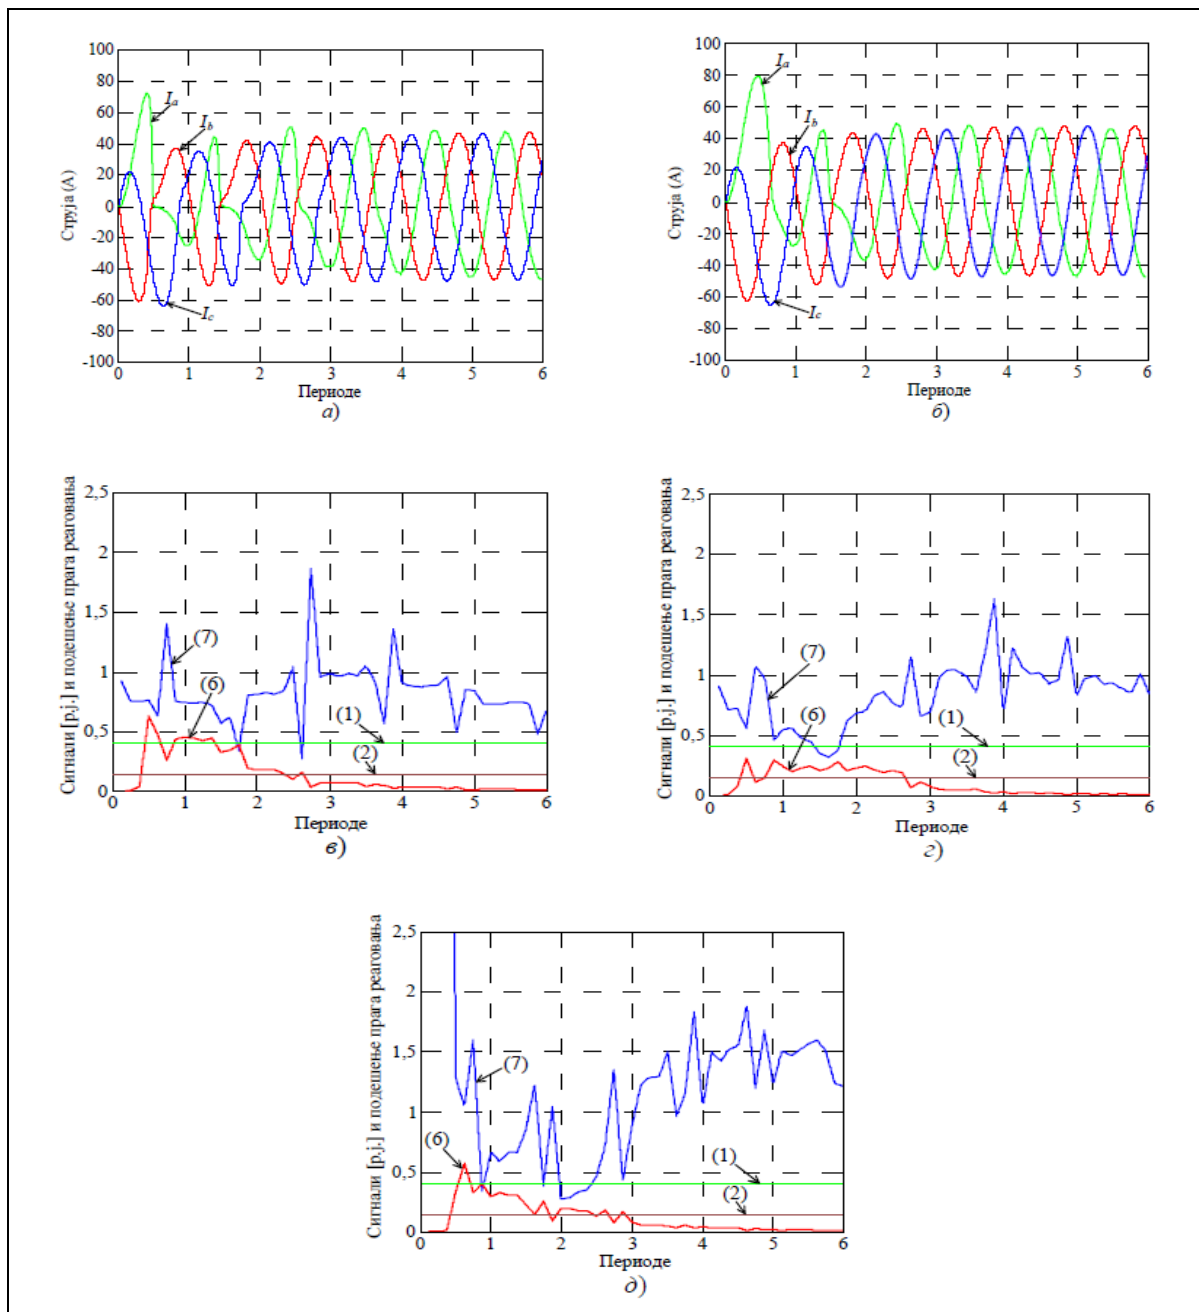 100
80
60
40
20
0
-20
-40
-60
-80
-100
Струја (А)
Ia
Ib
Ic
0 1 2 3 4 5 6
Периоде
а)
100
80
60
40
20
0
-20
-40
-60
-80
-100
Струја (А)
Ia
Ib
Ic
0 1 2 3 4 5 6
Периоде
б)
Сигнали [p.j.] и подешење прага реаговања
2,5
2
1,5
1
0,5
0
(7)
(6)
(1)
(2)
0 1 2 3 4 5 6
Периоде
в)
Сигнали [p.j.] и подешење прага реаговања
2,5
2
1,5
1
0,5
0
(7)
(6)
(1)
(2)
0 1 2 3 4 5 6
Периоде
г)
Сигнали [p.j.] и подешење прага реаговања
2,5
2
1,5
1
0,5
0
(7)
(6)
(1)
(2)
0 1 2 3 4 5 6
Периоде
д)